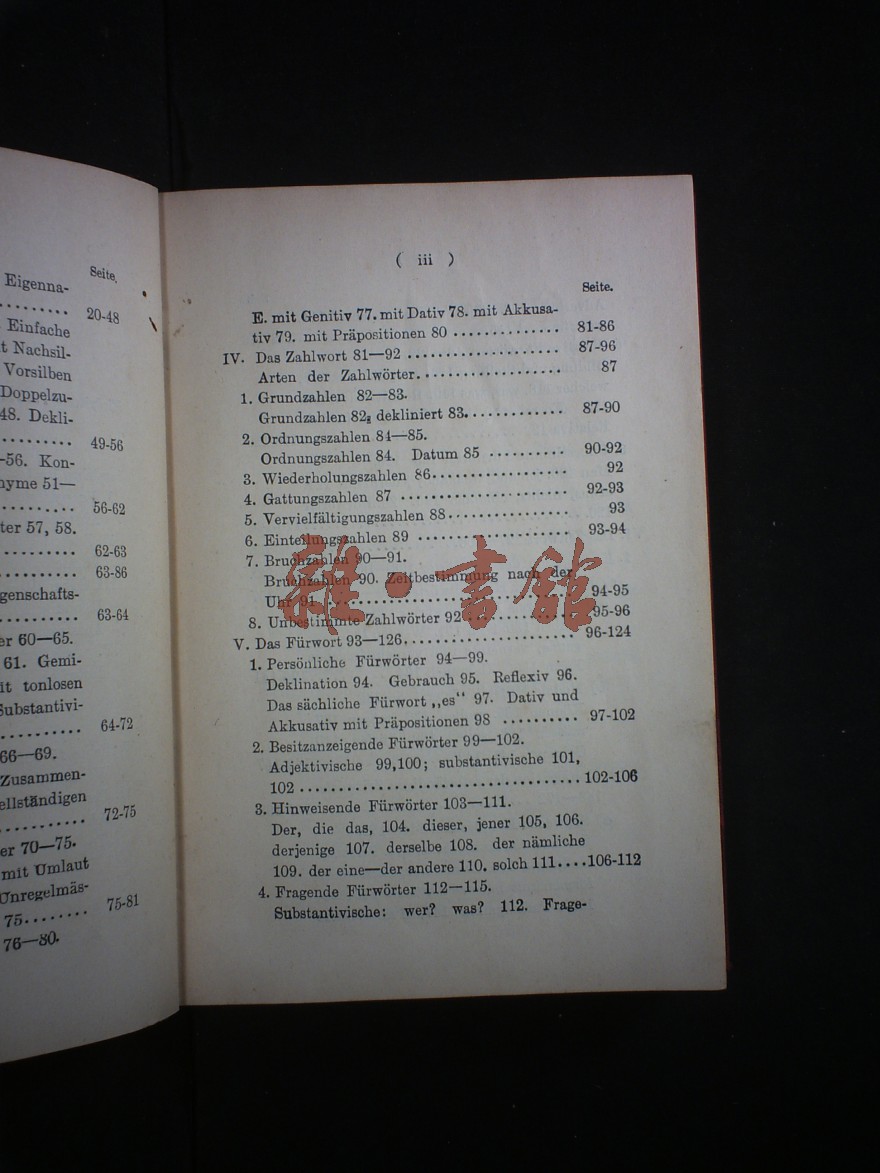 Seite.
Eigenna-
20-48
Einfache
t Nachsil-
Vorsilben
Doppelzu-
48. Dekli-
49-56
-56. Kon-
nyme 51—
56-62
ter 57, 58.
62-63
63-86
genschafts-
63-64
er 60—65.
61. Gemi-
it tonlosen
Substantivi-
64-72
66—69.
Zusammen-
ellständigen
72-75
er 70—75.
mit Umlaut
Unregelmäs-
75........ 75-81
76—80.
( iii )
Seite.
E. mit Genitiv 77. mit Dativ 78. mit Akkusa-
tiv 79. mit Präpositionen 80 .............. 81-86
IV. Das Zahlwort 81—92 .................... 87-96
Arten der Zahlwörter................... 87
1. Grundzahlen 82—83.
Grundzahlen 82, dekliniert 83............. 87-90
2. Ordnungszahlen 84—85.
Ordnungszahlen 84. Datum 85 .......... 90-92
3. Wiederholungszahlen 86.................. 92
4. Gattungszahlen 87 ...................... 92-93
5. Vervielfältigungszahlen 88................ 93
6. Einteilungszahlen 89 .................... 93-94
7. Bruchzahlen 90—91.
Bruchzahlen 90. Zeitbestimmung nach der
Uhr 91 ................................ 94-95
8. Unbestimmte Zahlwörter 92.............. 95-96
V. Das Fürwort 93—126...................... 96-124
1. Persönliche Fürwörter 94—99.
Deklination 94. Gebrauch 95. Reflexiv 96.
Das sächliche Fürwort „es“ 97. Dativ und
Akkusativ mit Präpositionen 98 .......... 97-102
2. Besitzanzeigende Fürwörter 99—102.
Adjektivische 99,100; substantivische 101,
102.................................... 102-106
3. Hinweisende Fürwörter 103—111.
Der, die das, 104. dieser, jener 105, 106.
derjenige 107. derselbe 108. der nämliche
109. der eine—der andere 110. solch 111....106-112
4. Fragende Fürwörter 112—115.
Substantivische: wer? was? 112. Frage-
雜·書館